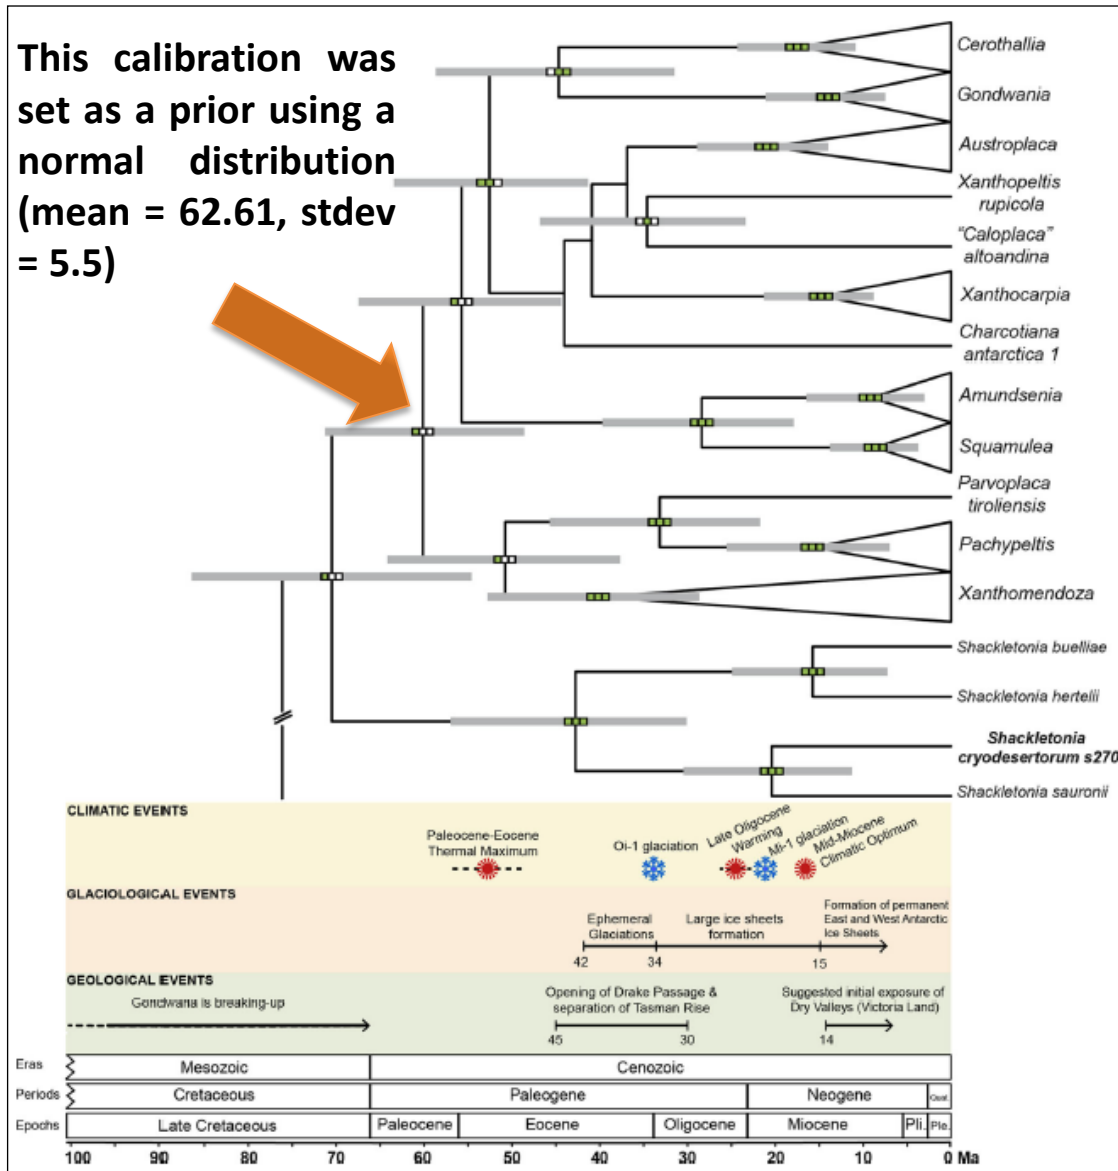 This calibration was
set as a prior using a
normal distribution
(mean = 62.61, stdev
= 5.5)
Cerothallia
Gondwania
Austroplaca
Xanthopeltis
rupicola
"Caloplaca"
altoandina
Xanthocarpia
Charcotiana
antarctica 1
Amundsenia
Squamulea
Parvoplaca
tiroliensis
Pachypeltis
Xanthomendoza
Shackletonia buelliae
Shackletonia hertelii
Shackletonia
cryodesertorum s270
Shackletonia sauronii
CLIMATIC EVENTS
Paleocene-Eocene
Thermal Maximum
Oi-1 glaciation
Late Oligocene
Warming
Mi-1 glaciation
Mid-Miocene
Climatic Optimum
GLACIOLOGICAL EVENTS
Ephemeral
Glaciations
Large ice sheets
formation
Formation of permanent
East and West Antarctic
Ice Sheets
42 34 15
GEOLOGICAL EVENTS
Gondwana is breaking-up
Opening of Drake Passage &
separation of Tasman Rise
Suggested initial exposure of
Dry Valleys (Victoria Land)
45 30 14
Eras Mesozoic Cenozoic
Periods Cretaceous Paleogene Neogene Quat.
Epochs Late Cretaceous Paleocene Eocene Oligocene Miocene Pli. Ple.
100 90 80 70 60 50 40 30 20 10 0 Ma